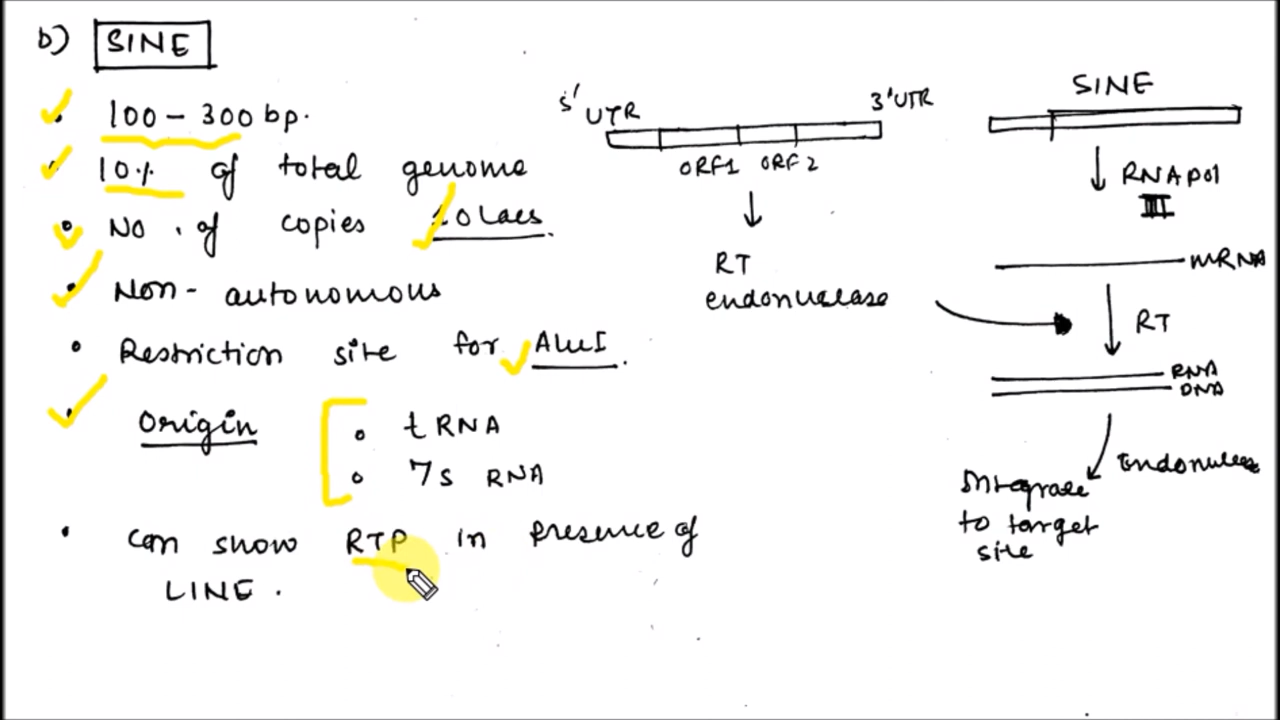 b) SINE
100 – 300 bp.
10% of total genome
No. of copies 10 Lacs.
Non-autonomous
Restriction site for AluI.
Origin
tRNA
7s RNA
Can show RTP in presence of
LINE.
5' UTR
3' UTR
ORF1 ORF2
RT
endonuclease
SINE
RNA pol
III
mRNA
RT
RNA
DNA
Endonuclease
Integrate
to target
site